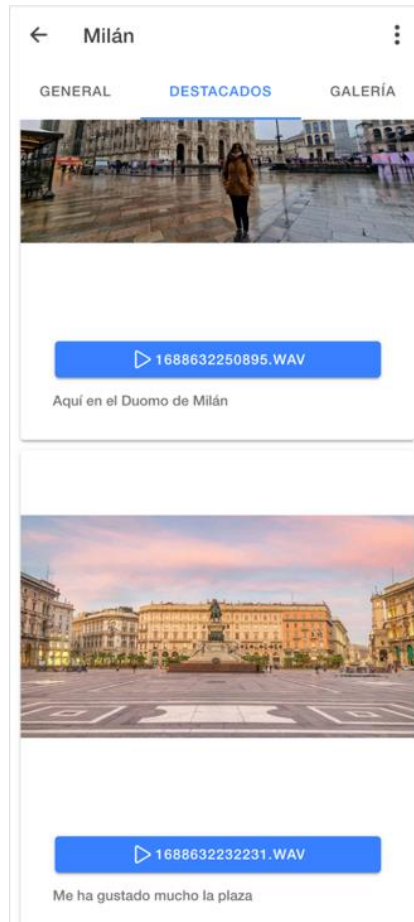 Milán
GENERAL DESTACADOS GALERÍA
1688632250895.WAV
Aquí en el Duomo de Milán
1688632232231.WAV
Me ha gustado mucho la plaza